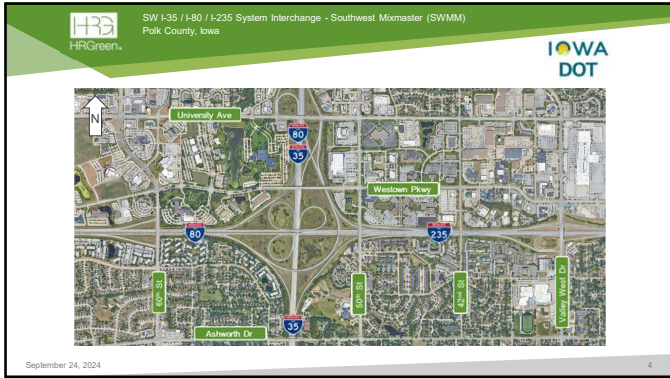 HRG
HRGreen.
SW I-35 / I-80 / I-235 System Interchange - Southwest Mixmaster (SWMM)
Polk County, Iowa
IOWA
DOT
N
University Ave
80
35
Westown Pkwy
80
235
60th St
50th St
42nd St
Valley West Dr
35
Ashworth Dr
September 24, 2024
4